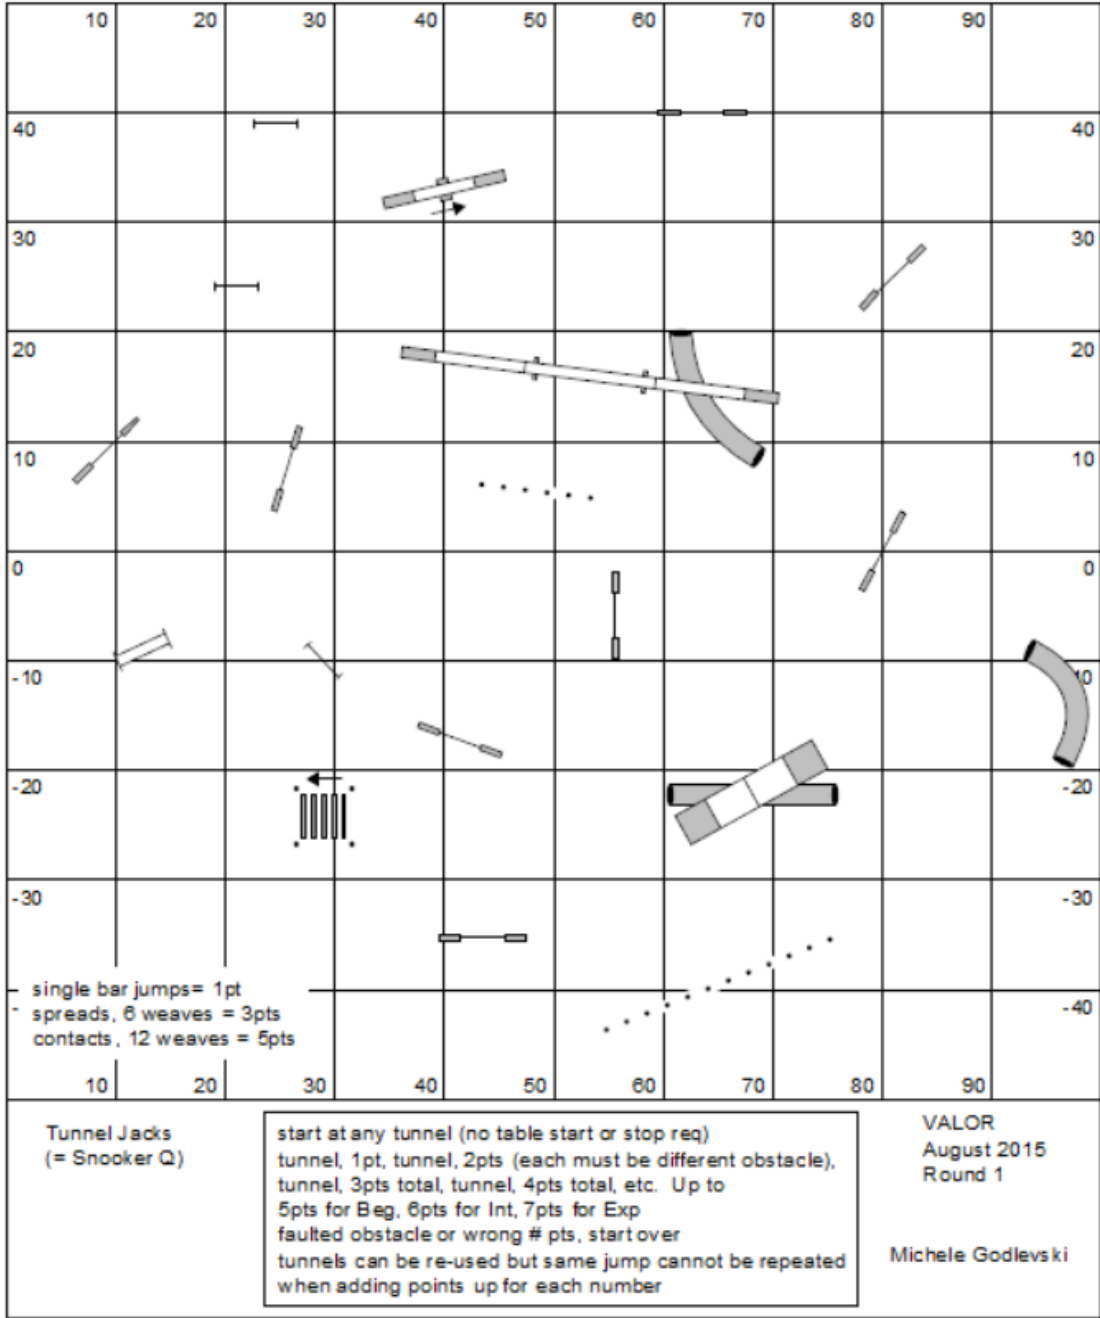 10 20 30 60 70 80 90
40 40
30 30
20 20
10 10
0 0
-10 10
-20 -20
-30 -30
single bar jumps= 1pt
- spreads, 6 weaves = 3pts -40
contacts, 12 weaves = 5pts
10 20 30 40 50 60 70 80 90
Tunnel Jacks
(= Snooker Q)
start at any tunnel (no table start or stop req)
tunnel, 1pt, tunnel, 2pts (each must be different obstacle),
tunnel, 3pts total, tunnel, 4pts total, etc. Up to
5pts for Beg, 6pts for Int, 7pts for Exp
faulted obstacle or wrong # pts, start over
tunnels can be re-used but same jump cannot be repeated
when adding points up for each number
VALOR
August 2015
Round 1
Michele Godlevski